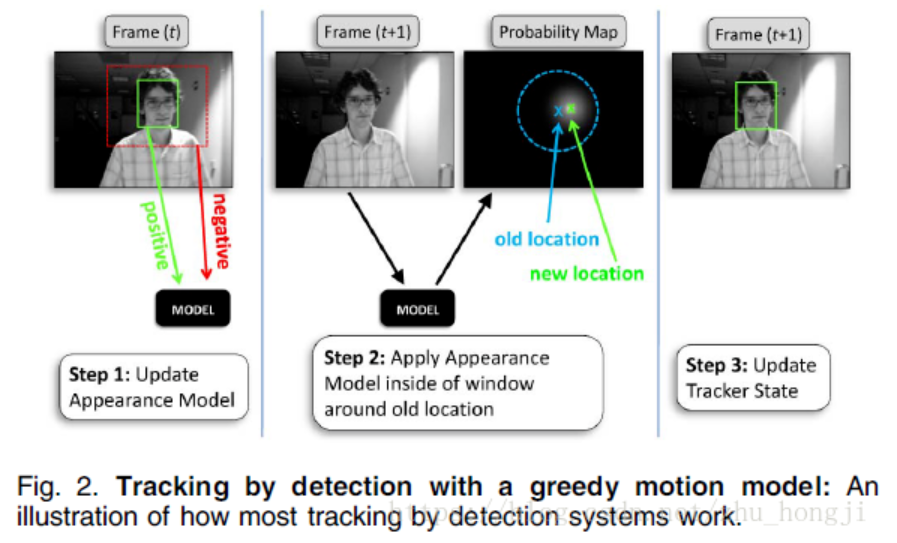 Frame (t)
Frame (t+1)
Probability Map
Frame (t+1)
positive
negative
MODEL
Step 1: Update
Appearance Model
old location
new location
MODEL
Step 2: Apply Appearance
Model inside of window
around old location
Step 3: Update
Tracker State
Fig. 2. Tracking by detection with a greedy motion model: An
illustration of how most tracking by detection systems work.